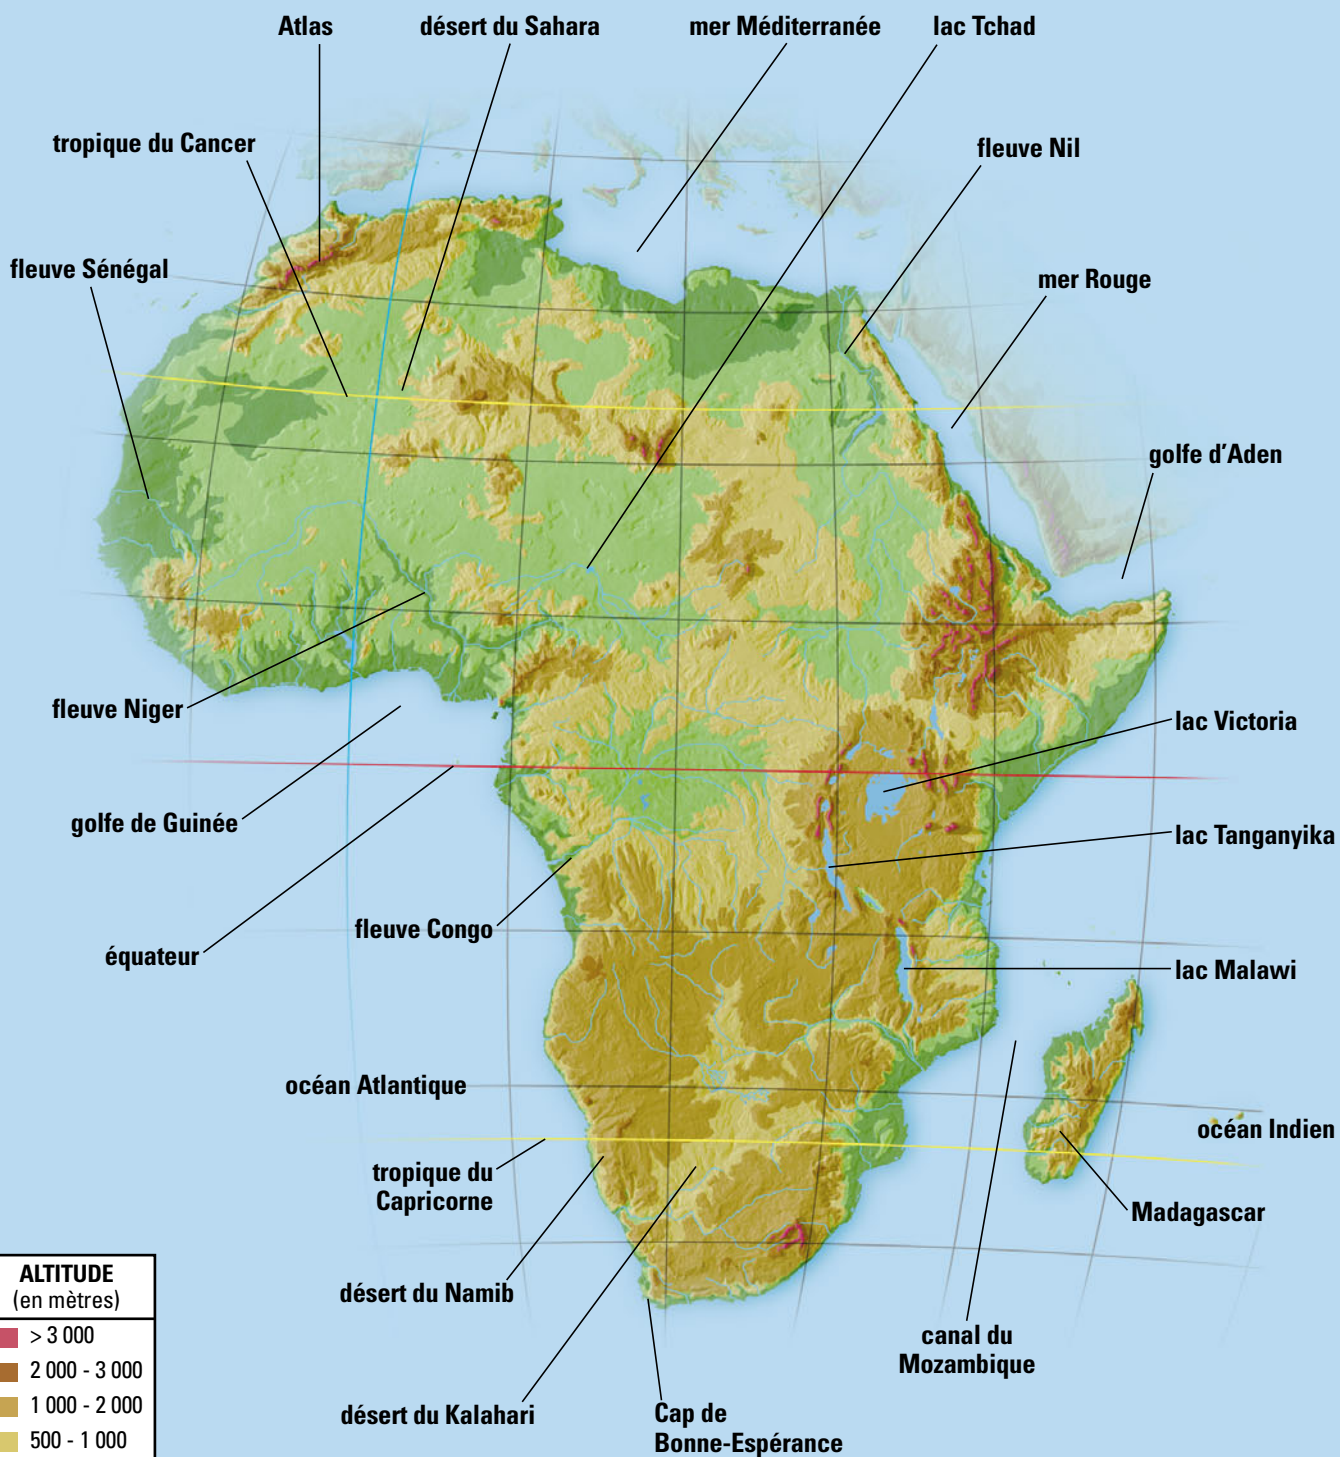 Atlas
désert du Sahara
mer Méditerranée
lac Tchad
tropique du Cancer
fleuve Nil
fleuve Sénégal
mer Rouge
golfe d'Aden
fleuve Niger
lac Victoria
golfe de Guinée
lac Tanganyika
fleuve Congo
équateur
lac Malawi
océan Atlantique
océan Indien
tropique du
Capricorne
Madagascar
ALTITUDE
(en mètres)
> 3 000
2 000 - 3 000
1 000 - 2 000
500 - 1 000
désert du Namib
canal du
Mozambique
désert du Kalahari
Cap de
Bonne-Espérance